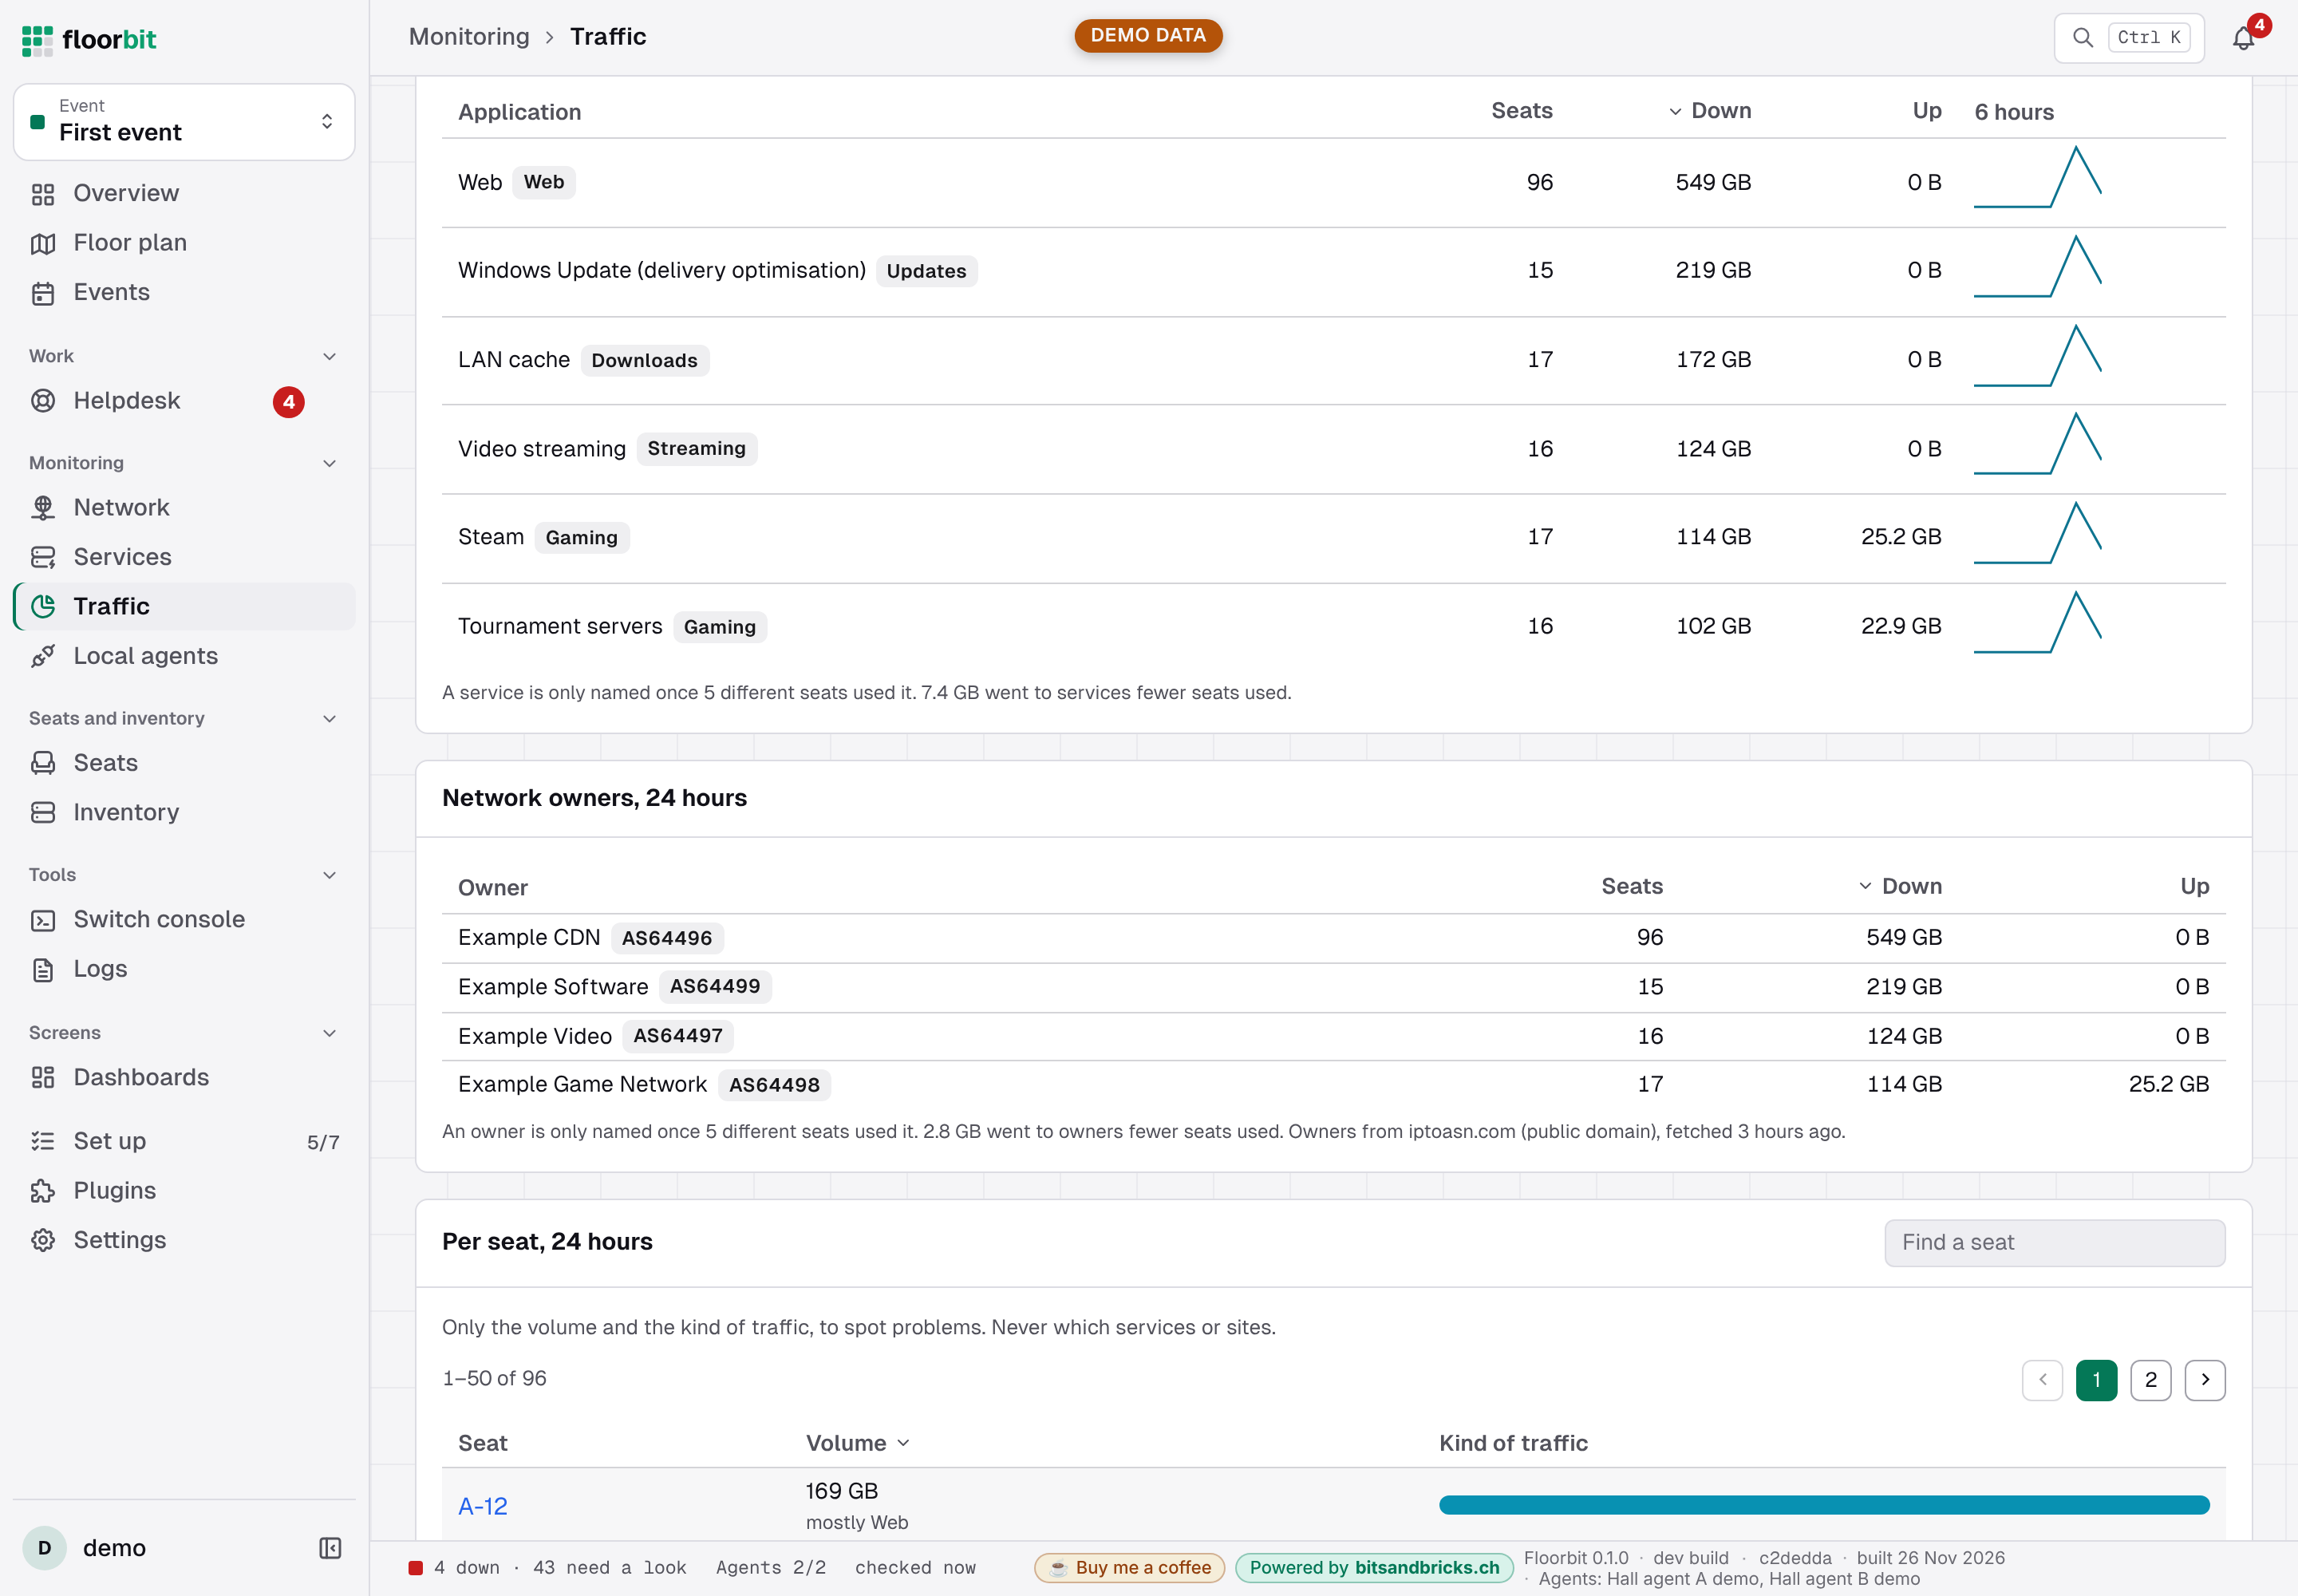 floorbit
Event
First event
Overview
Floor plan
Events
Work
Helpdesk 4
Monitoring
Network
Services
Traffic
Local agents
Seats and inventory
Seats
Inventory
Tools
Switch console
Logs
Screens
Dashboards
Set up 5/7
Plugins
Settings
D demo
Monitoring > Traffic
DEMO DATA
Ctrl K
4
Application Seats Down Up 6 hours
Web Web 96 549 GB 0 B
Windows Update (delivery optimisation) Updates 15 219 GB 0 B
LAN cache Downloads 17 172 GB 0 B
Video streaming Streaming 16 124 GB 0 B
Steam Gaming 17 114 GB 25.2 GB
Tournament servers Gaming 16 102 GB 22.9 GB
A service is only named once 5 different seats used it. 7.4 GB went to services fewer seats used.
Network owners, 24 hours
Owner Seats Down Up
Example CDN AS64496 96 549 GB 0 B
Example Software AS64499 15 219 GB 0 B
Example Video AS64497 16 124 GB 0 B
Example Game Network AS64498 17 114 GB 25.2 GB
An owner is only named once 5 different seats used it. 2.8 GB went to owners fewer seats used. Owners from iptoasn.com (public domain), fetched 3 hours ago.
Per seat, 24 hours
Find a seat
Only the volume and the kind of traffic, to spot problems. Never which services or sites.
1–50 of 96
1 2
Seat Volume Kind of traffic
A-12 169 GB
mostly Web
4 down · 43 need a look Agents 2/2 checked now
Buy me a coffee
Powered by bitsandbricks.ch
Floorbit 0.1.0 · dev build · c2dedda · built 26 Nov 2026
· Agents: Hall agent A demo, Hall agent B demo